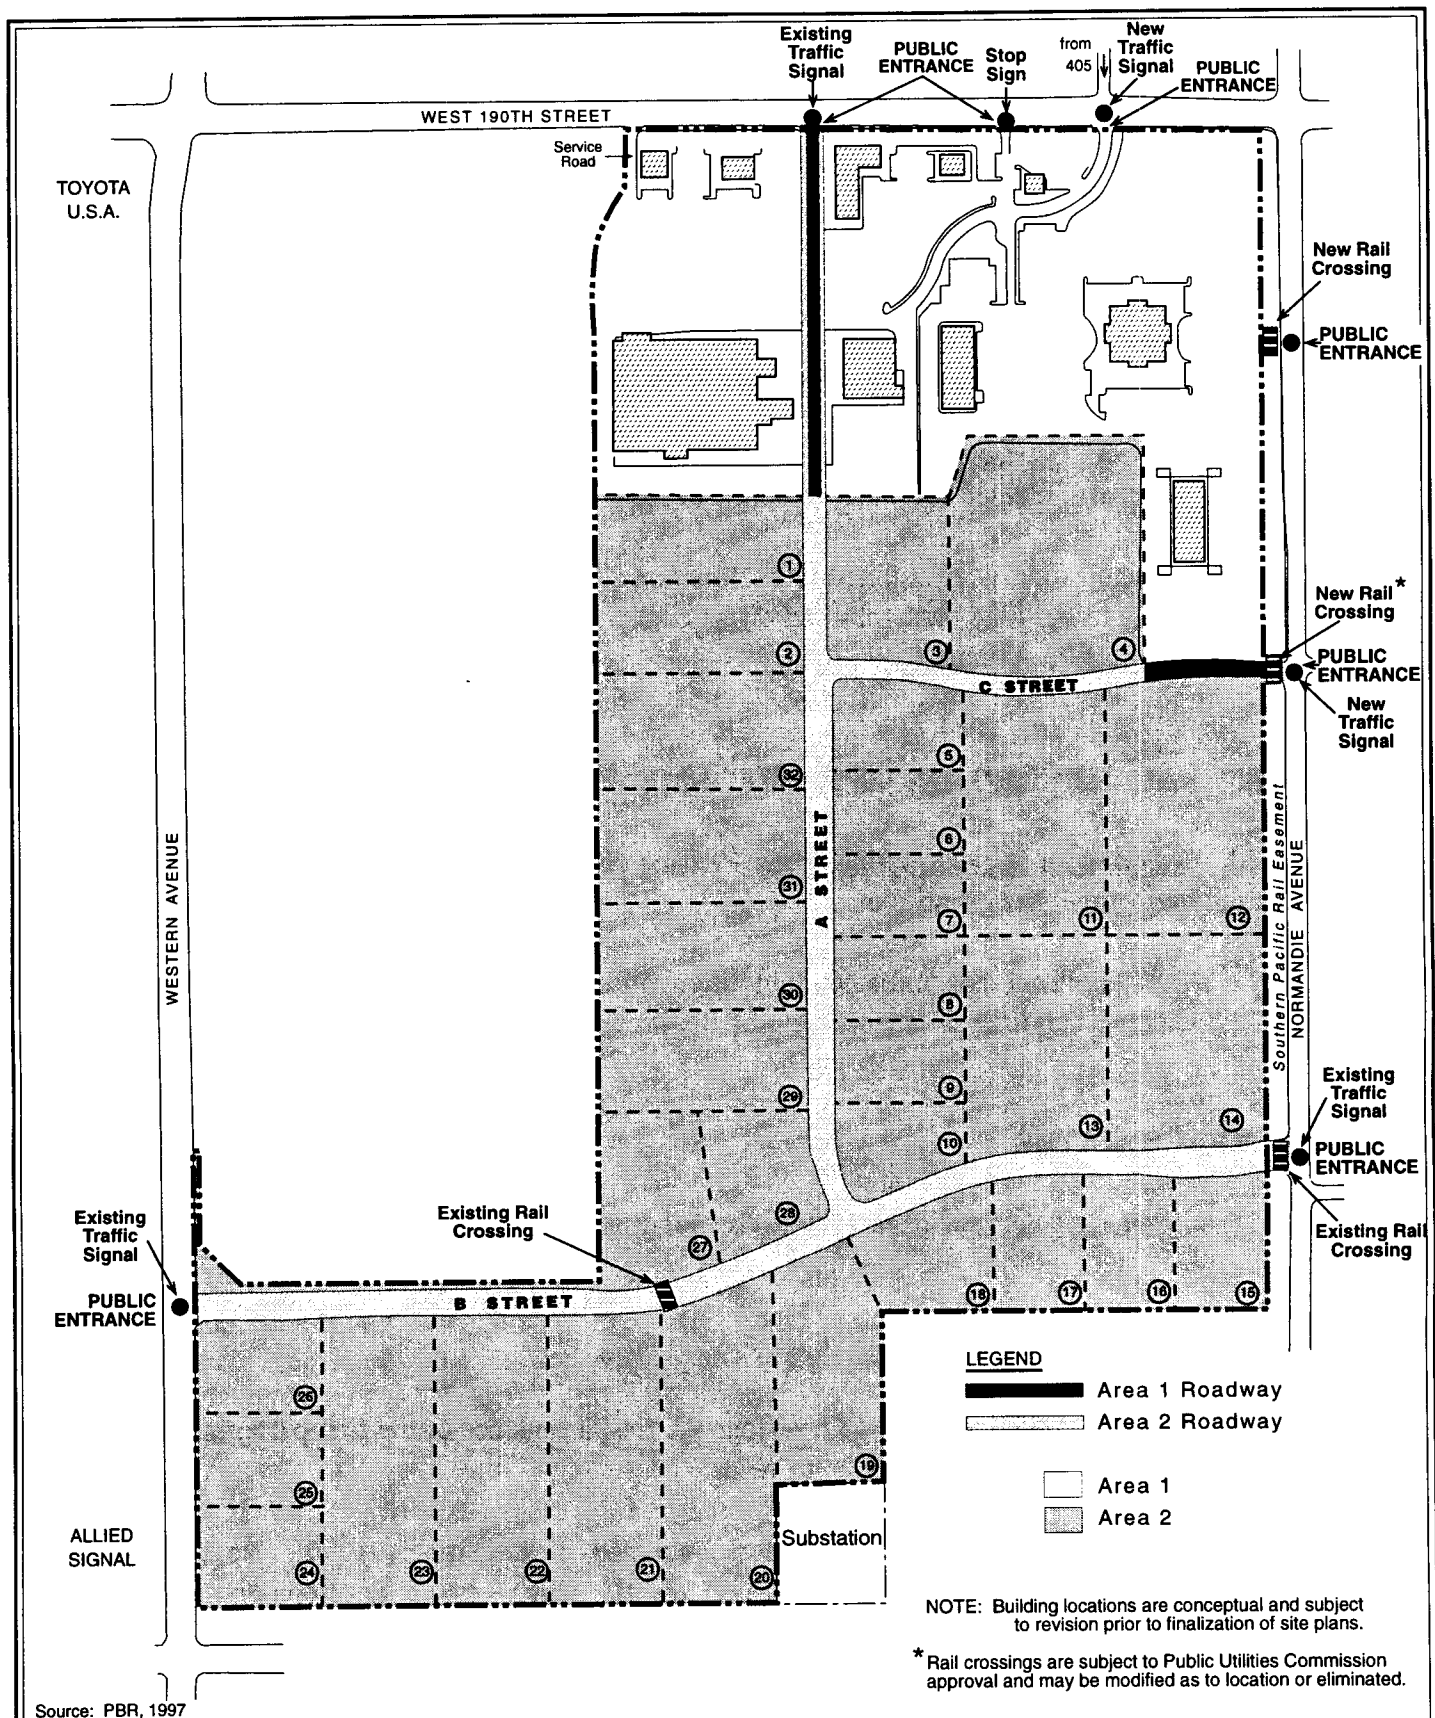 Existing
Traffic
Signal
PUBLIC
ENTRANCE
Stop
Sign
from
405
New
Traffic
Signal
PUBLIC
ENTRANCE
WEST 190TH STREET
Service
Road
TOYOTA
U.S.A.
New Rail
Crossing
PUBLIC
ENTRANCE
1
2
3
4
New Rail*
Crossing
PUBLIC
ENTRANCE
New
Traffic
Signal
C STREET
5
32
6
31
7
11
12
A STREET
WESTERN AVENUE
Southern Pacific Rail Easement
NORMANDIE AVENUE
30
8
29
9
10
13
14
Existing
Traffic
Signal
PUBLIC
ENTRANCE
Existing Rail
Crossing
28
27
Existing Rail
Crossing
Existing
Traffic
Signal
PUBLIC
ENTRANCE
B STREET
18
17
16
15
26
25
24
23
22
21
20
19
Substation
ALLIED
SIGNAL
LEGEND
Area 1 Roadway
Area 2 Roadway
Area 1
Area 2
NOTE: Building locations are conceptual and subject
to revision prior to finalization of site plans.
* Rail crossings are subject to Public Utilities Commission
approval and may be modified as to location or eliminated.
Source: PBR, 1997